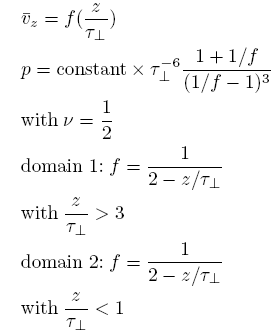 v̄_z = f(z/τ_⊥)
p = constant × τ_⊥^{-6} (1 + 1/f)/((1/f − 1)^3)
with ν = 1/2
domain 1: f = 1/(2 − z/τ_⊥)
with z/τ_⊥ > 3
domain 2: f = 1/(2 − z/τ_⊥)
with z/τ_⊥ < 1